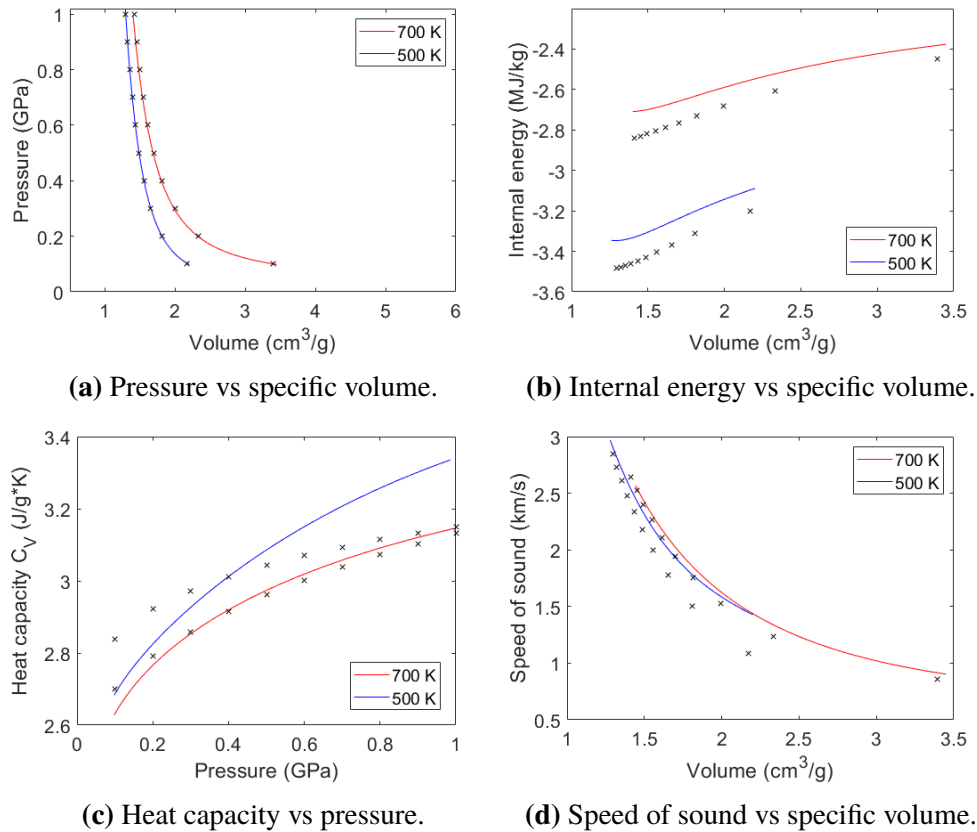 1
0.8
0.6
0.4
0.2
0
0 1 2 3 4 5 6
Pressure (GPa)
Volume (cm³/g)
700 K
500 K
(a) Pressure vs specific volume.
-2.4
-2.6
-2.8
-3
-3.2
-3.4
-3.6
1 1.5 2 2.5 3 3.5
Internal energy (MJ/kg)
Volume (cm³/g)
700 K
500 K
(b) Internal energy vs specific volume.
3.4
3.2
3
2.8
2.6
0 0.2 0.4 0.6 0.8 1
Heat capacity C_V (J/g*K)
Pressure (GPa)
700 K
500 K
(c) Heat capacity vs pressure.
3
2.5
2
1.5
1
0.5
1 1.5 2 2.5 3 3.5
Speed of sound (km/s)
Volume (cm³/g)
700 K
500 K
(d) Speed of sound vs specific volume.